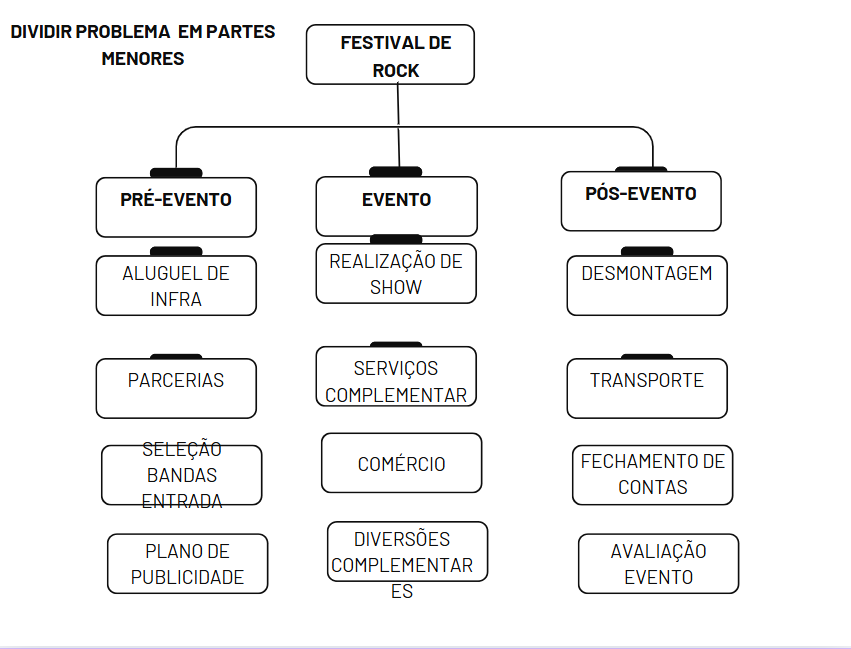 DIVIDIR PROBLEMA EM PARTES
MENORES
FESTIVAL DE
ROCK
PRÉ-EVENTO
ALUGUEL DE
INFRA
PARCERIAS
SELEÇÃO
BANDAS
ENTRADA
PLANO DE
PUBLICIDADE
EVENTO
REALIZAÇÃO DE
SHOW
SERVIÇOS
COMPLEMENTAR
COMÉRCIO
DIVERSÕES
COMPLEMENTAR
ES
PÓS-EVENTO
DESMONTAGEM
TRANSPORTE
FECHAMENTO DE
CONTAS
AVALIAÇÃO
EVENTO